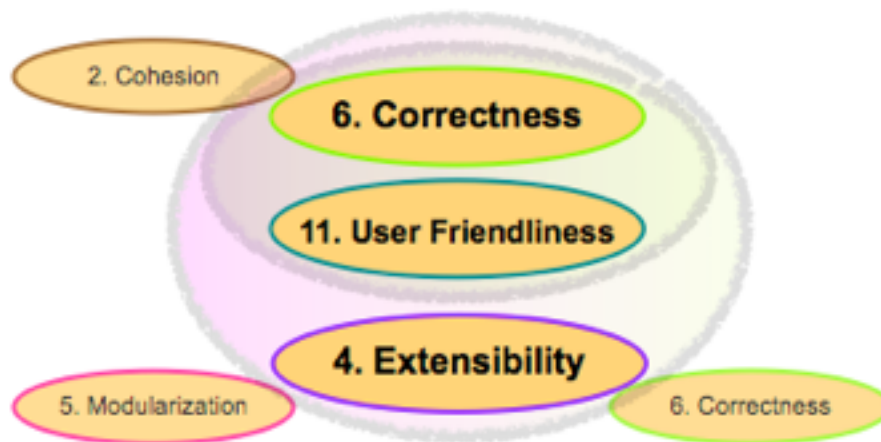 2. Cohesion
6. Correctness
11. User Friendliness
4. Extensibility
5. Modularization
6. Correctness